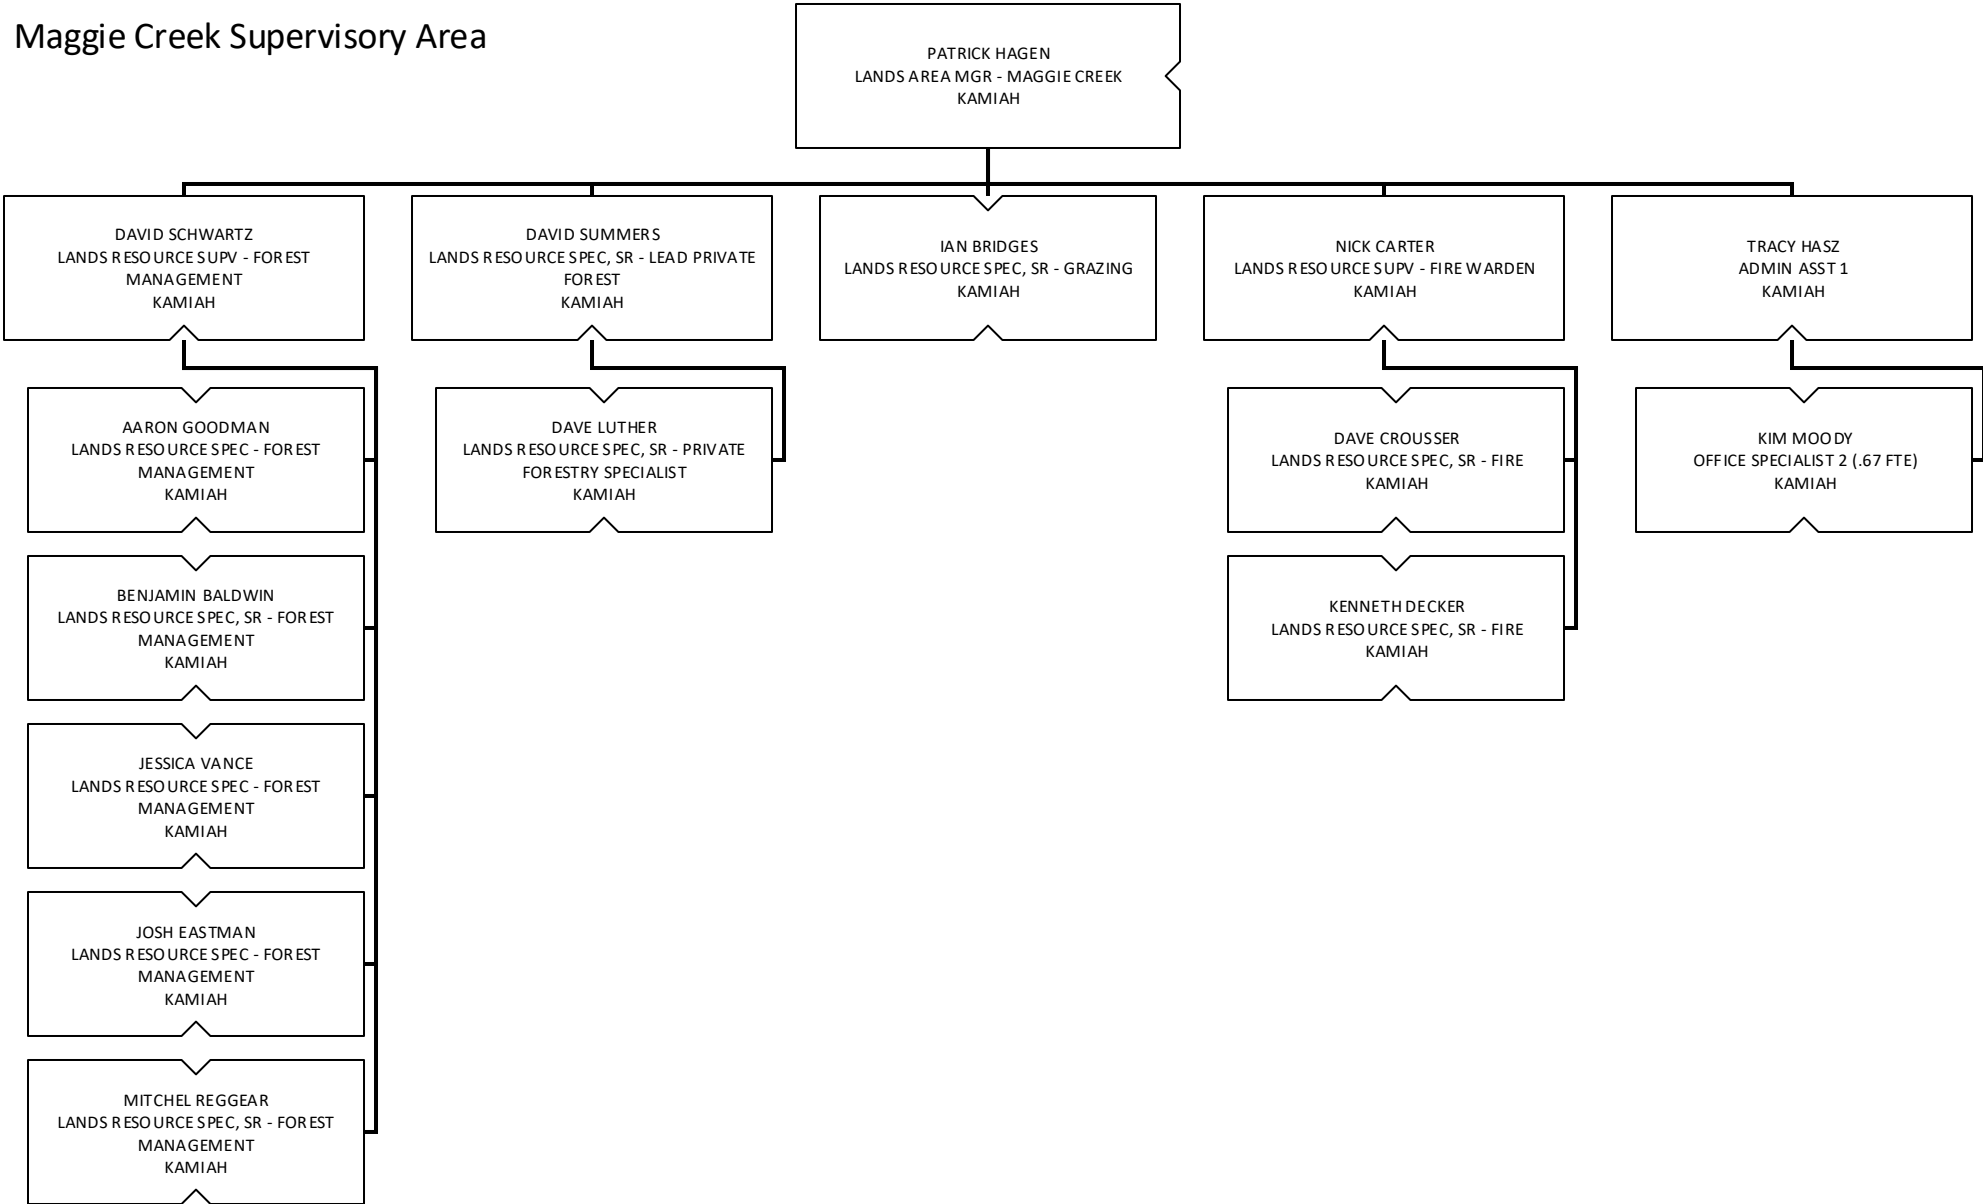 Maggie Creek Supervisory Area
PATRICK HAGEN
LANDS AREA MGR - MAGGIE CREEK
KAMIAH
DAVID SCHWARTZ
LANDS RESOURCE SUPV - FOREST
MANAGEMENT
KAMIAH
DAVID SUMMERS
LANDS RESOURCE SPEC, SR - LEAD PRIVATE
FOREST
KAMIAH
IAN BRIDGES
LANDS RESOURCE SPEC, SR - GRAZING
KAMIAH
NICK CARTER
LANDS RESOURCE SUPV - FIRE WARDEN
KAMIAH
TRACY HASZ
ADMIN ASST 1
KAMIAH
AARON GOODMAN
LANDS RESOURCE SPEC - FOREST
MANAGEMENT
KAMIAH
DAVE LUTHER
LANDS RESOURCE SPEC, SR - PRIVATE
FORESTRY SPECIALIST
KAMIAH
DAVE CROUSSER
LANDS RESOURCE SPEC, SR - FIRE
KAMIAH
KIM MOODY
OFFICE SPECIALIST 2 (.67 FTE)
KAMIAH
BENJAMIN BALDWIN
LANDS RESOURCE SPEC, SR - FOREST
MANAGEMENT
KAMIAH
KENNETH DECKER
LANDS RESOURCE SPEC, SR - FIRE
KAMIAH
JESSICA VANCE
LANDS RESOURCE SPEC - FOREST
MANAGEMENT
KAMIAH
JOSH EASTMAN
LANDS RESOURCE SPEC - FOREST
MANAGEMENT
KAMIAH
MITCHEL REGGEAR
LANDS RESOURCE SPEC, SR - FOREST
MANAGEMENT
KAMIAH